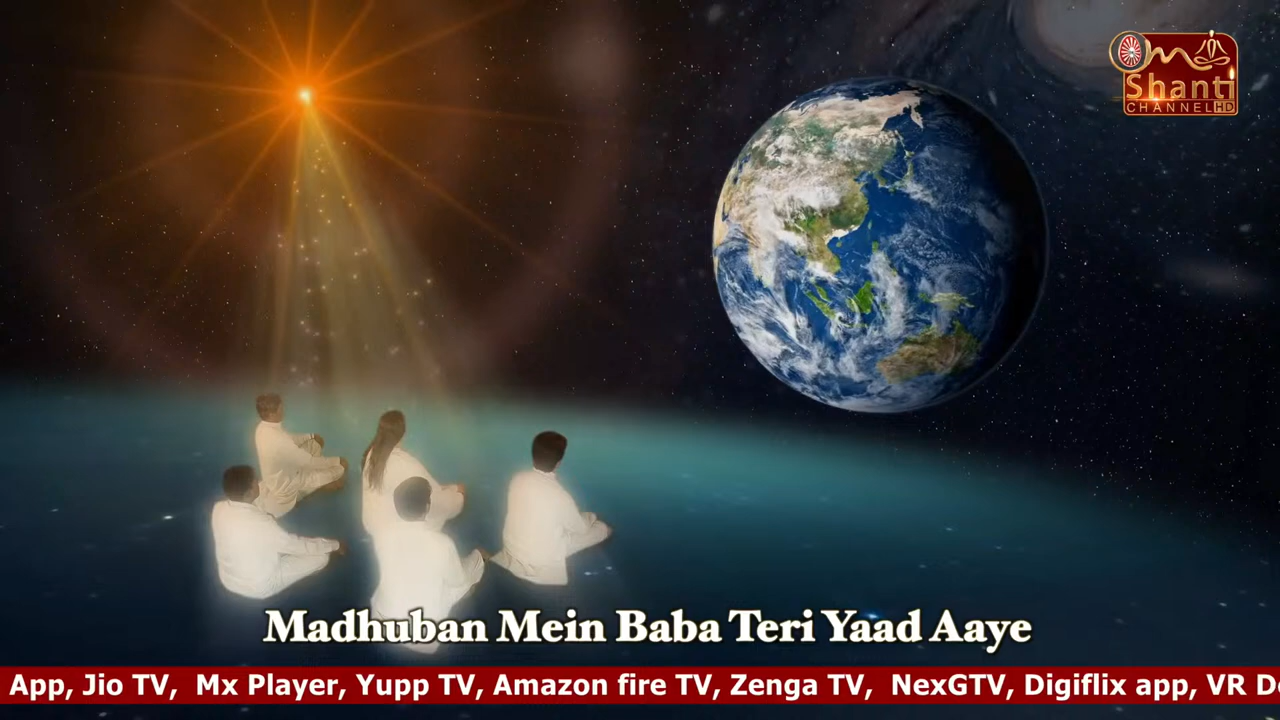 Om
Shanti
CHANNEL HD
Madhuban Mein Baba Teri Yaad Aaye
App, Jio TV, Mx Player, Yupp TV, Amazon fire TV, Zenga TV, NexGTV, Digiflix app, VR